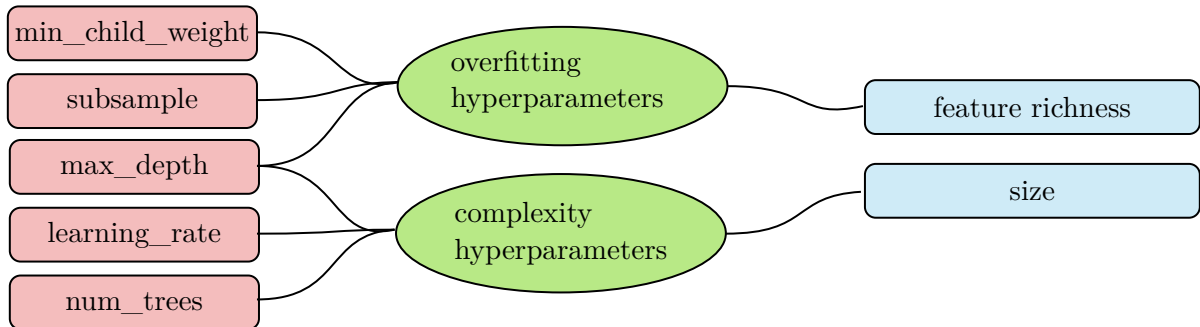 min_child_weight
subsample
max_depth
learning_rate
num_trees
overfitting
hyperparameters
complexity
hyperparameters
feature richness
size